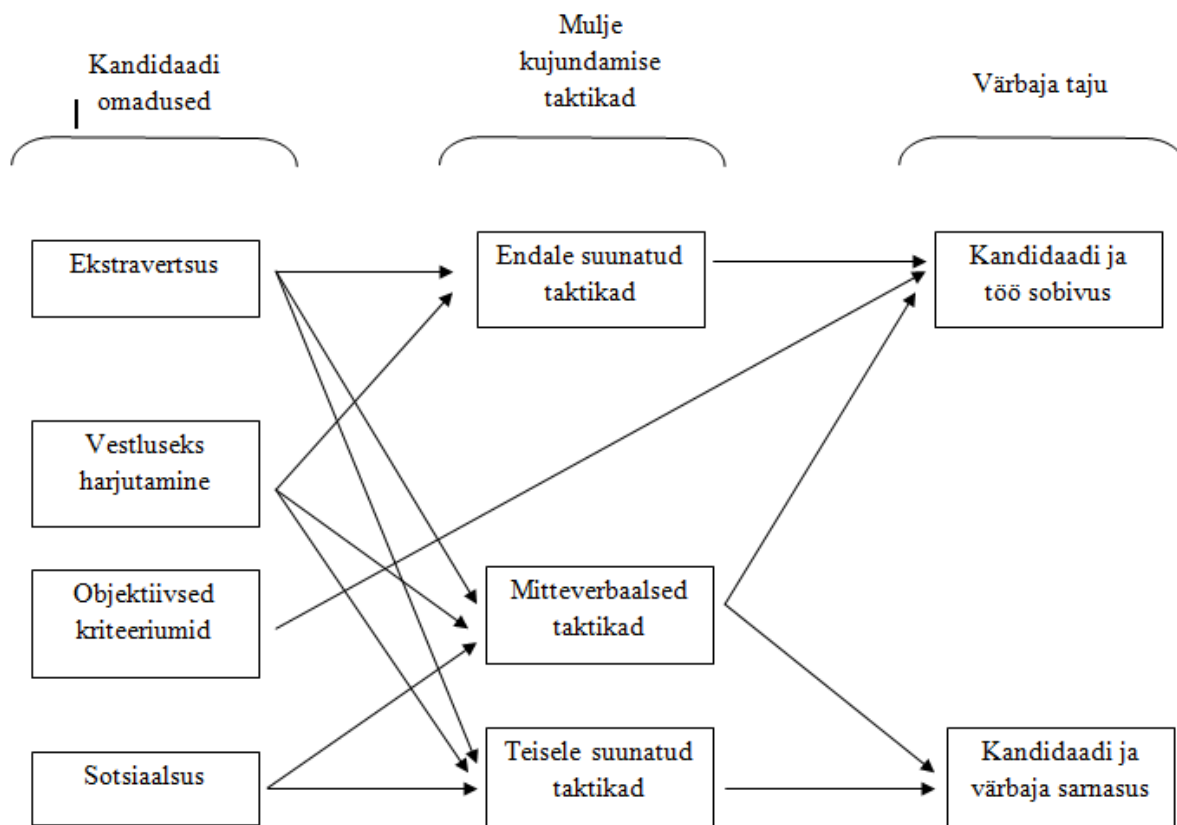 Kandidaadi
omadused
Mulje
kujundamise
taktikad
Värbaja taju
Ekstravertsus
Endale suunatud
taktikad
Kandidaadi ja
töö sobivus
Vestluseks
harjutamine
Objektiivsed
kriteeriumid
Mitteverbaalsed
taktikad
Sotsiaalsus
Teisele suunatud
taktikad
Kandidaadi ja
värbaja sarnasus